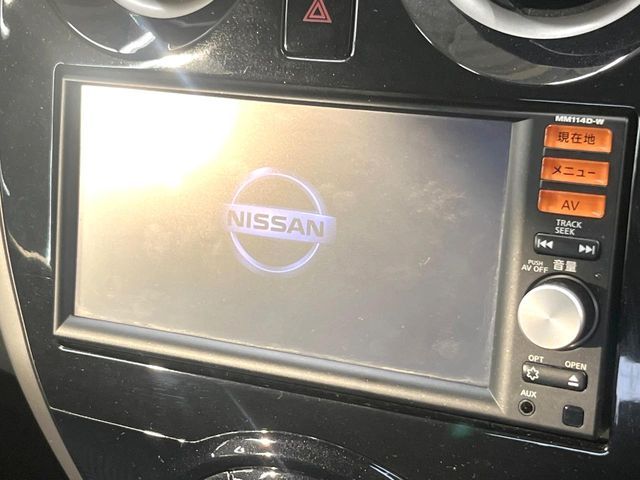 MM114D-W
現在地
メニュー
AV
TRACK
SEEK
PUSH
AV OFF
音量
NISSAN
OPT
OPEN
AUX